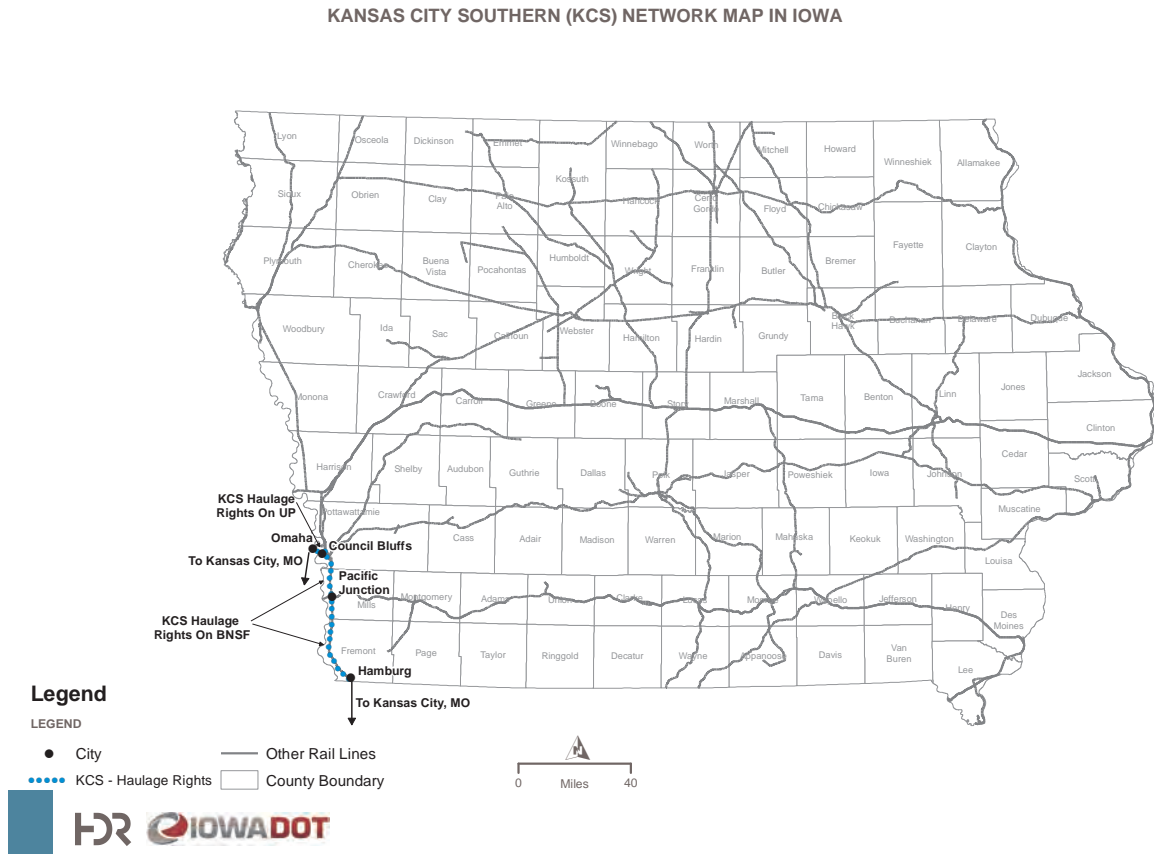 KANSAS CITY SOUTHERN (KCS) NETWORK MAP IN IOWA
Lyon
Osceola
Dickinson
Emmet
Winnebago
Worth
Mitchell
Howard
Winneshiek
Allamakee
Kossuth
Sioux
Obrien
Clay
Palo
Alto
Hancock
Cerro
Gordo
Floyd
Chickasaw
Fayette
Clayton
Plymouth
Cherokee
Buena
Vista
Pocahontas
Humboldt
Wright
Franklin
Butler
Bremer
Woodbury
Ida
Sac
Calhoun
Webster
Hamilton
Hardin
Grundy
Black
Hawk
Buchanan
Delaware
Dubuque
Monona
Crawford
Carroll
Greene
Boone
Story
Marshall
Tama
Benton
Linn
Jones
Jackson
Clinton
Harrison
Shelby
Audubon
Guthrie
Dallas
Polk
Jasper
Poweshiek
Iowa
Johnson
Cedar
Scott
Muscatine
KCS Haulage
Rights On UP
Pottawattamie
Omaha
Council Bluffs
To Kansas City, MO
Cass
Adair
Madison
Warren
Marion
Mahaska
Keokuk
Washington
Louisa
Pacific
Junction
Mills
Montgomery
Adams
Union
Clarke
Lucas
Monroe
Wapello
Jefferson
Henry
Des
Moines
KCS Haulage
Rights On BNSF
Fremont
Page
Taylor
Ringgold
Decatur
Wayne
Appanoose
Davis
Van
Buren
Lee
Hamburg
To Kansas City, MO
Legend
LEGEND
City
Other Rail Lines
KCS - Haulage Rights
County Boundary
N
0 Miles 40
HDR
IOWADOT